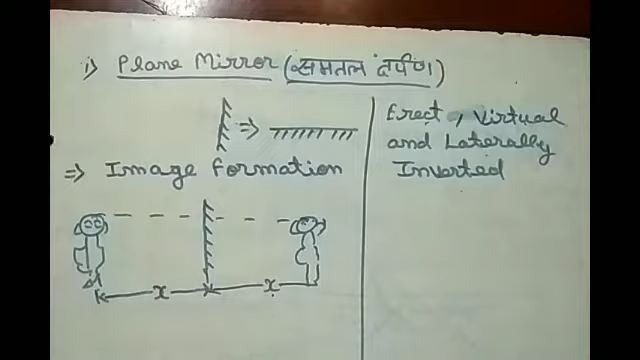 i) Plane Mirror (समतल दर्पण)
⇒
⇒ Image formation
x x
Erect, Virtual
and Laterally
Inverted